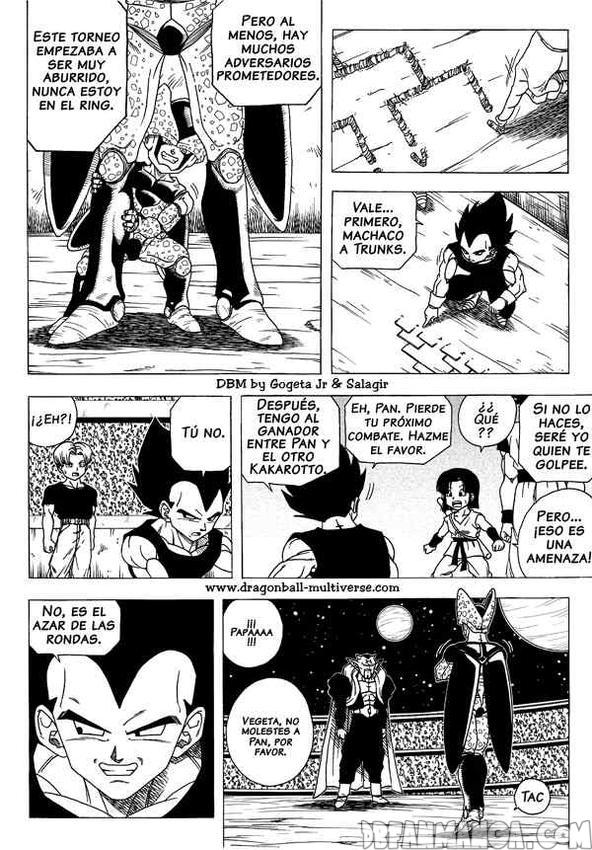 ESTE TORNEO
EMPEZABA A
SER MUY
ABURRIDO,
NUNCA ESTOY
EN EL RING.
PERO AL
MENOS, HAY
MUCHOS
ADVERSARIOS
PROMETEDORES.
VALE...
PRIMERO,
MACHACO
A TRUNKS.
DBM by Gogeta Jr & Salagir
¡¿EH?!
TÚ NO.
DESPUÉS,
TENGO AL
GANADOR
ENTRE PAN Y
EL OTRO
KAKAROTTO.
EH, PAN. PIERDE
TU PRÓXIMO
COMBATE. HAZME
EL FAVOR.
¿¿
QUÉ
??
SI NO LO
HACES,
SERÉ YO
QUIEN TE
GOLPEE.
PERO...
¡ESO ES
UNA
AMENAZA!
www.dragonball-multiverse.com
NO, ES EL
AZAR DE LAS
RONDAS.
¡¡¡
PAPÁAAA
!!!
VEGETA, NO
MOLESTES A
PAN, POR
FAVOR.
TAC
DBFANMANGA.COM